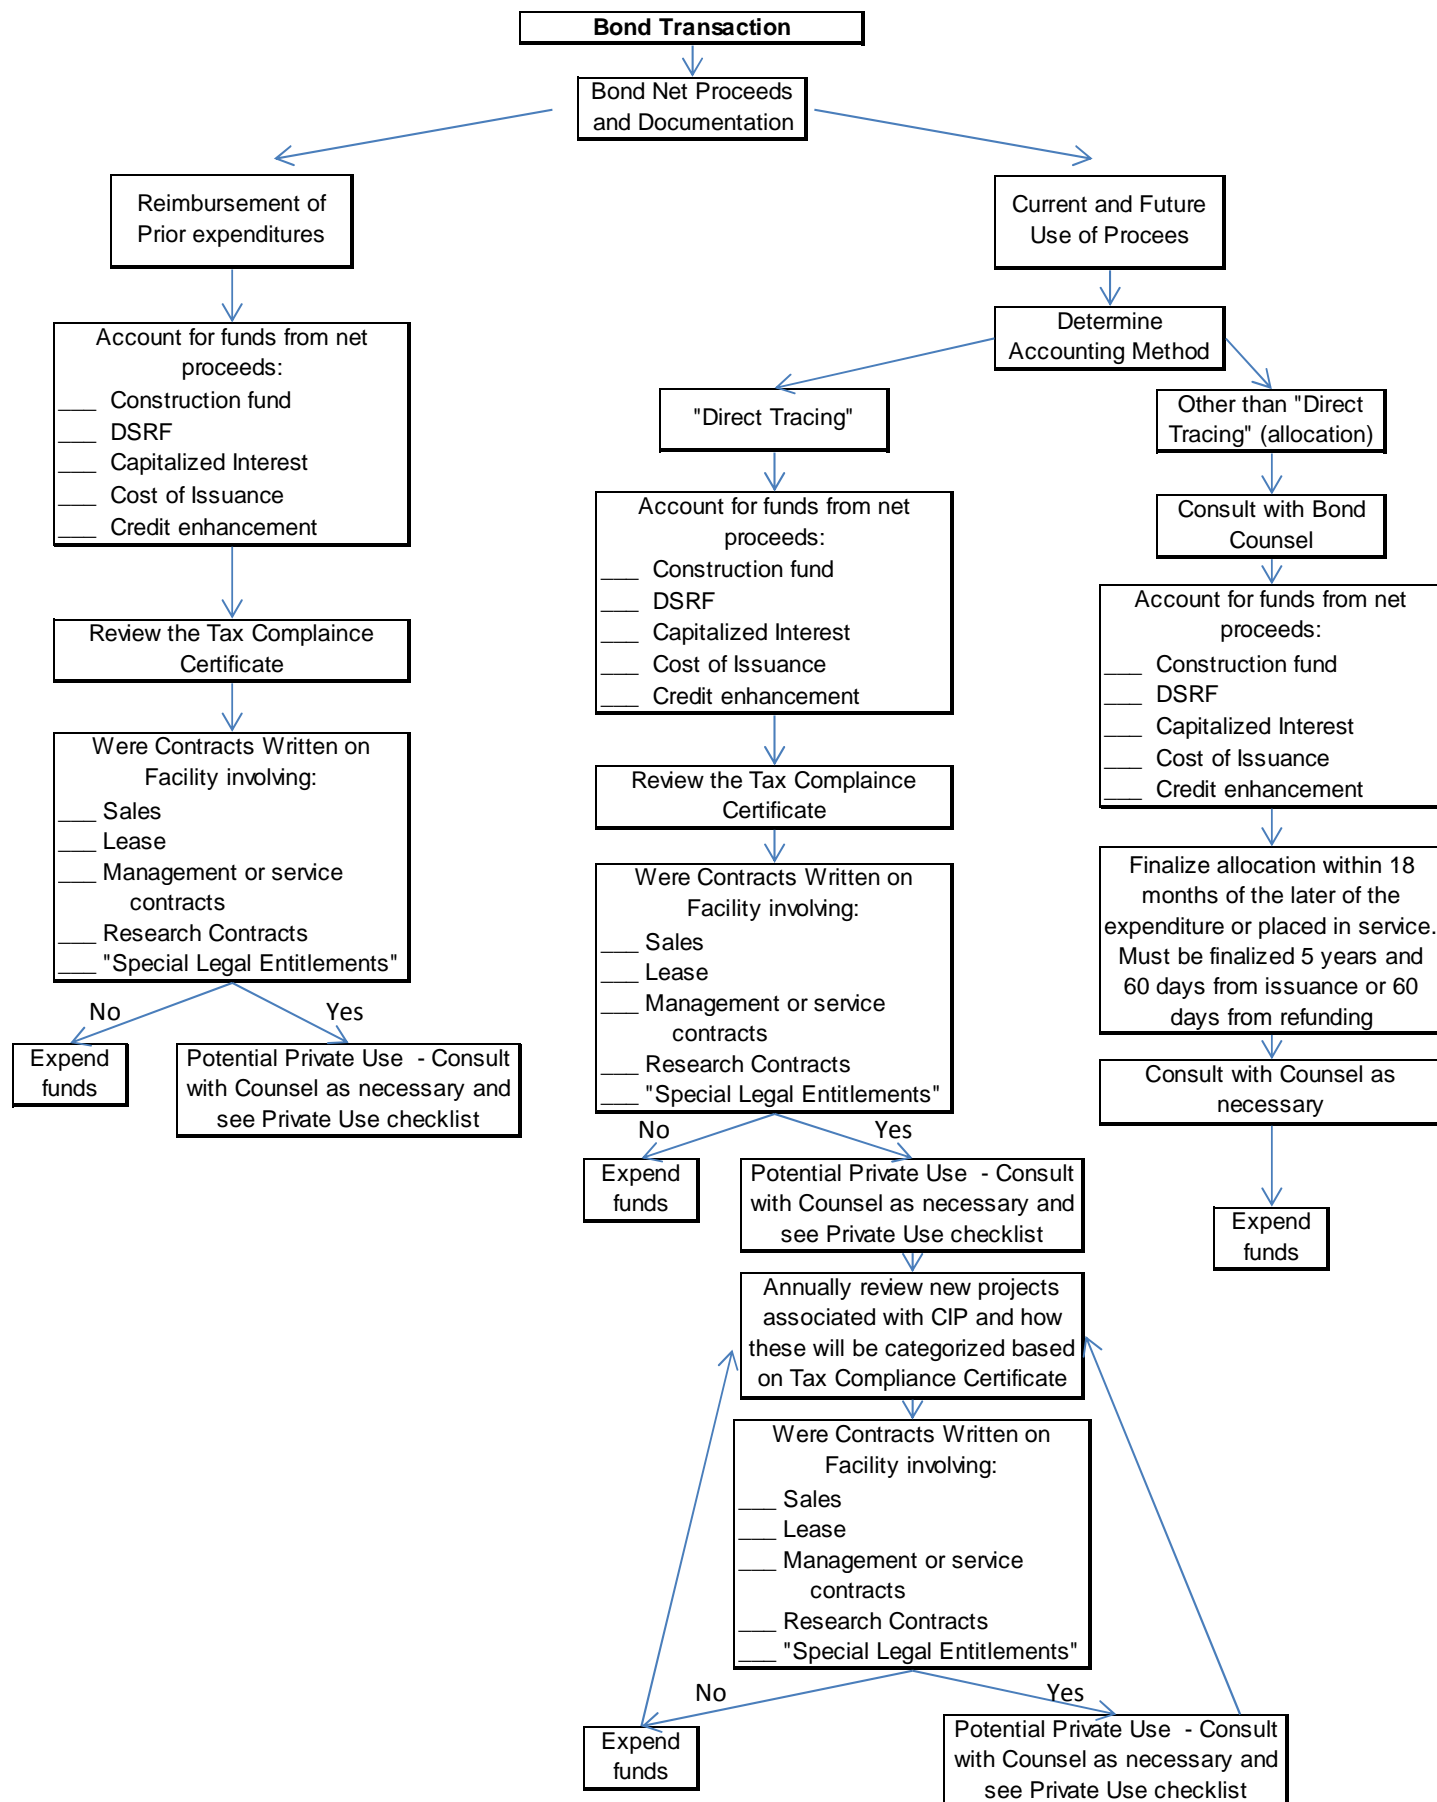 Bond Transaction
Bond Net Proceeds
and Documentation
Reimbursement of
Prior expenditures
Account for funds from net
proceeds:
___ Construction fund
___ DSRF
___ Capitalized Interest
___ Cost of Issuance
___ Credit enhancement
Review the Tax Complaince
Certificate
Were Contracts Written on
Facility involving:
___ Sales
___ Lease
___ Management or service
contracts
___ Research Contracts
___ "Special Legal Entitlements"
No
Yes
Expend
funds
Potential Private Use - Consult
with Counsel as necessary and
see Private Use checklist
Current and Future
Use of Procees
Determine
Accounting Method
"Direct Tracing"
Account for funds from net
proceeds:
___ Construction fund
___ DSRF
___ Capitalized Interest
___ Cost of Issuance
___ Credit enhancement
Review the Tax Complaince
Certificate
Were Contracts Written on
Facility involving:
___ Sales
___ Lease
___ Management or service
contracts
___ Research Contracts
___ "Special Legal Entitlements"
No
Yes
Expend
funds
Potential Private Use - Consult
with Counsel as necessary and
see Private Use checklist
Annually review new projects
associated with CIP and how
these will be categorized based
on Tax Compliance Certificate
Were Contracts Written on
Facility involving:
___ Sales
___ Lease
___ Management or service
contracts
___ Research Contracts
___ "Special Legal Entitlements"
No
Yes
Expend
funds
Potential Private Use - Consult
with Counsel as necessary and
see Private Use checklist
Other than "Direct
Tracing" (allocation)
Consult with Bond
Counsel
Account for funds from net
proceeds:
___ Construction fund
___ DSRF
___ Capitalized Interest
___ Cost of Issuance
___ Credit enhancement
Finalize allocation within 18
months of the later of the
expenditure or placed in service.
Must be finalized 5 years and
60 days from issuance or 60
days from refunding
Consult with Counsel as
necessary
Expend
funds